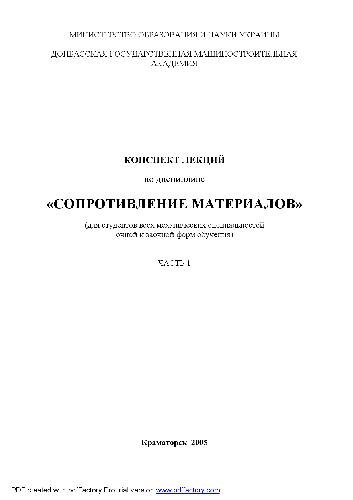 МИНИСТЕРСТВО ОБРАЗОВАНИЯ И НАУКИ УКРАИНЫ
ДОНБАССКАЯ ГОСУДАРСТВЕННАЯ МАШИНОСТРОИТЕЛЬНАЯ
АКАДЕМИЯ
КОНСПЕКТ ЛЕКЦИЙ
по дисциплине
«СОПРОТИВЛЕНИЕ МАТЕРИАЛОВ»
(для студентов всех механических специальностей
очной и заочной форм обучения)
ЧАСТЬ 1
Краматорск 2005
PDF created with pdfFactory Pro trial version www.pdffactory.com